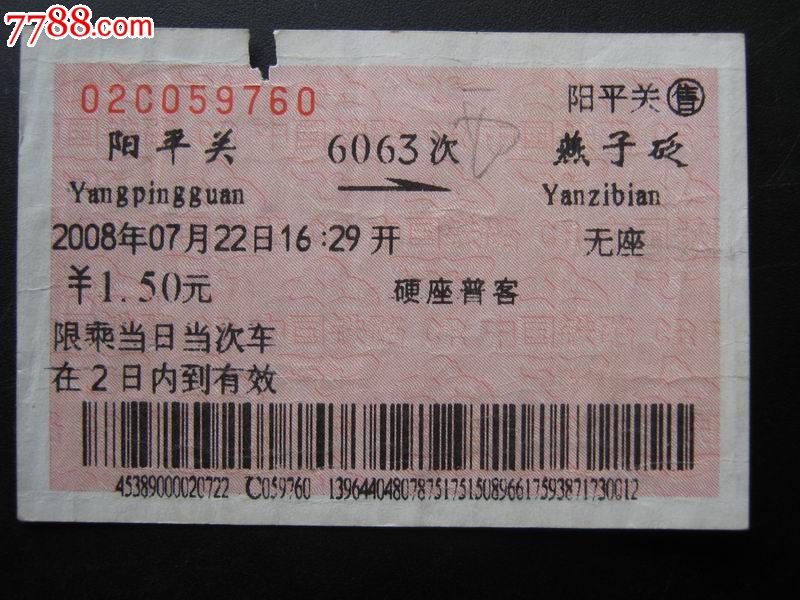 7788.com
02C059760 阳平关售
阳平关 6063次 燕子砭
Yangpingguan Yanzibian
2008年07月22日16:29开 无座
¥1.50元 硬座普客
限乘当日当次车
在2日内到有效
45389000020722 C059760 1396440480787517515089661759387173​0012